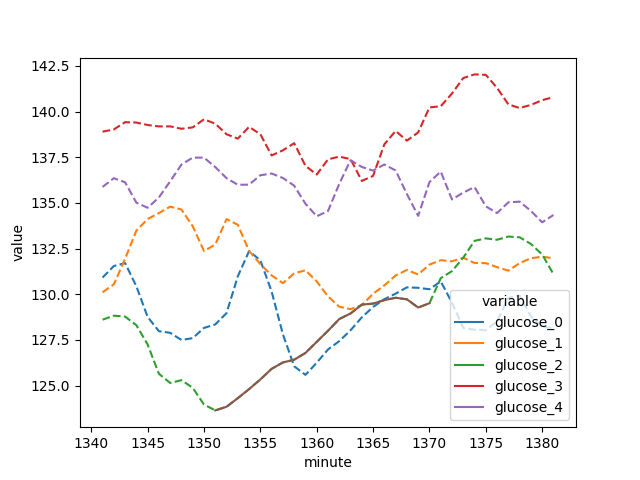 142.5
140.0
137.5
135.0
132.5
130.0
127.5
125.0
value
1340 1345 1350 1355 1360 1365 1370 1375 1380
minute
variable
glucose_0
glucose_1
glucose_2
glucose_3
glucose_4